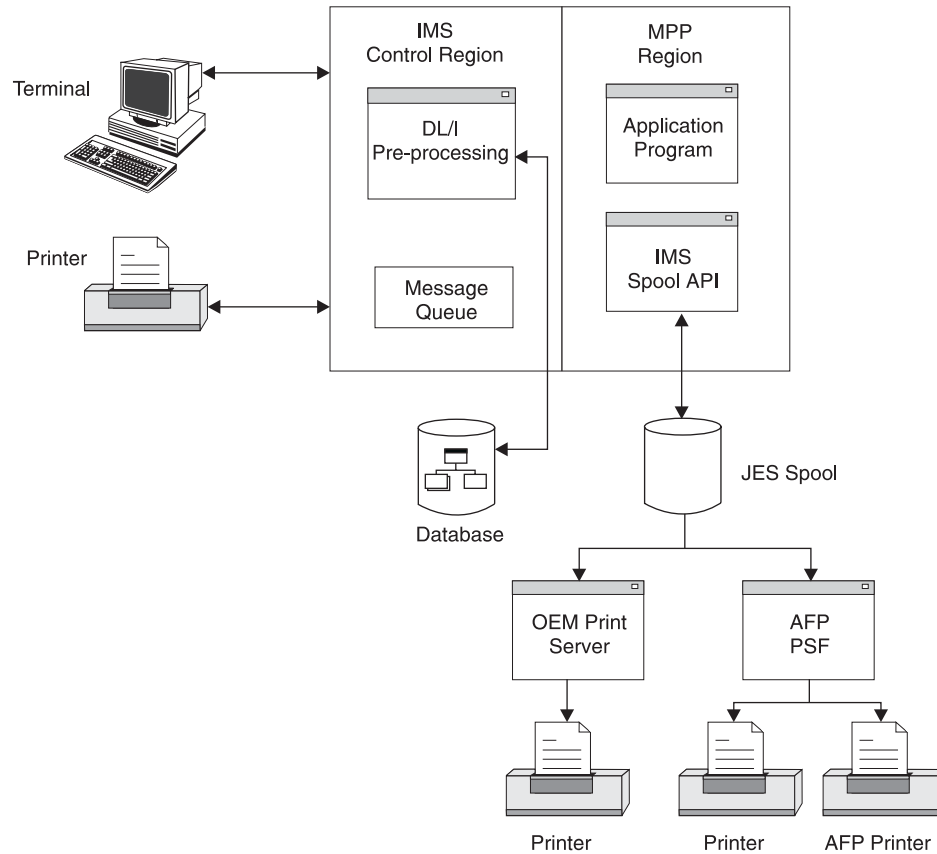 IMS
Control Region
MPP
Region
Terminal
DL/I
Pre-processing
Application
Program
Printer
Message
Queue
IMS
Spool API
JES Spool
Database
OEM Print
Server
AFP
PSF
Printer
Printer
AFP Printer